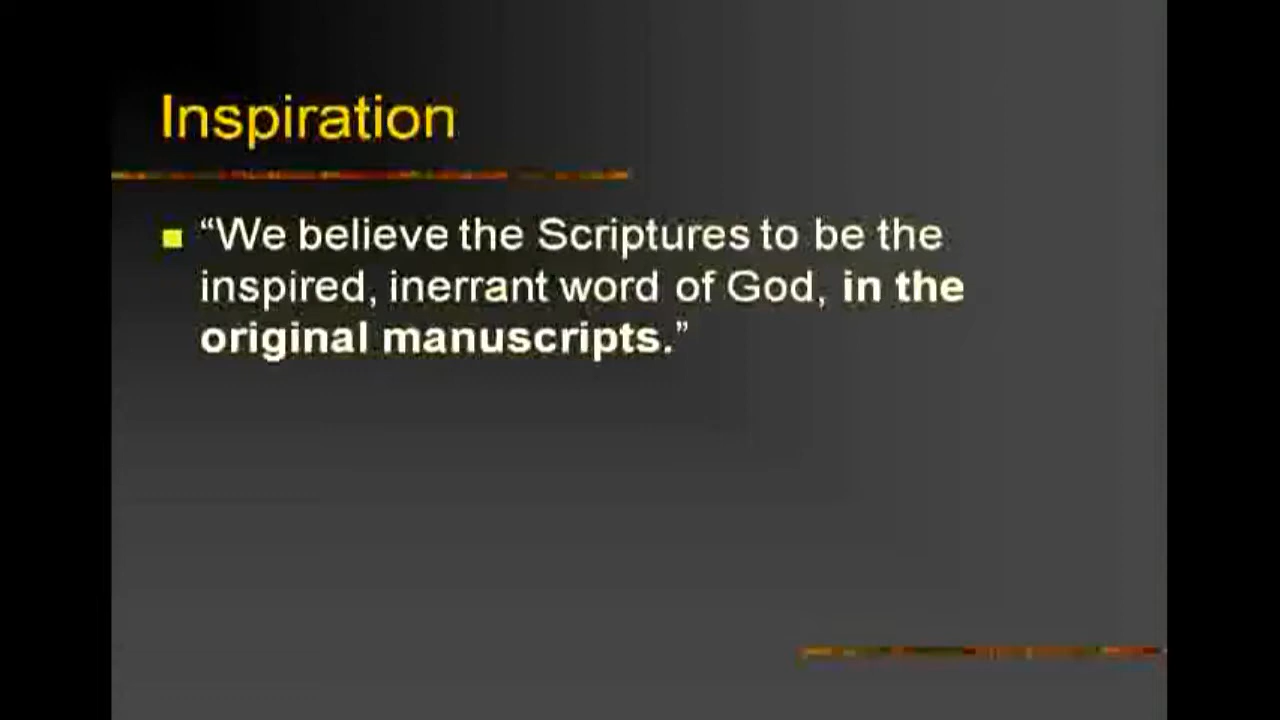 Inspiration
“We believe the Scriptures to be the
inspired, inerrant word of God, in the
original manuscripts.”